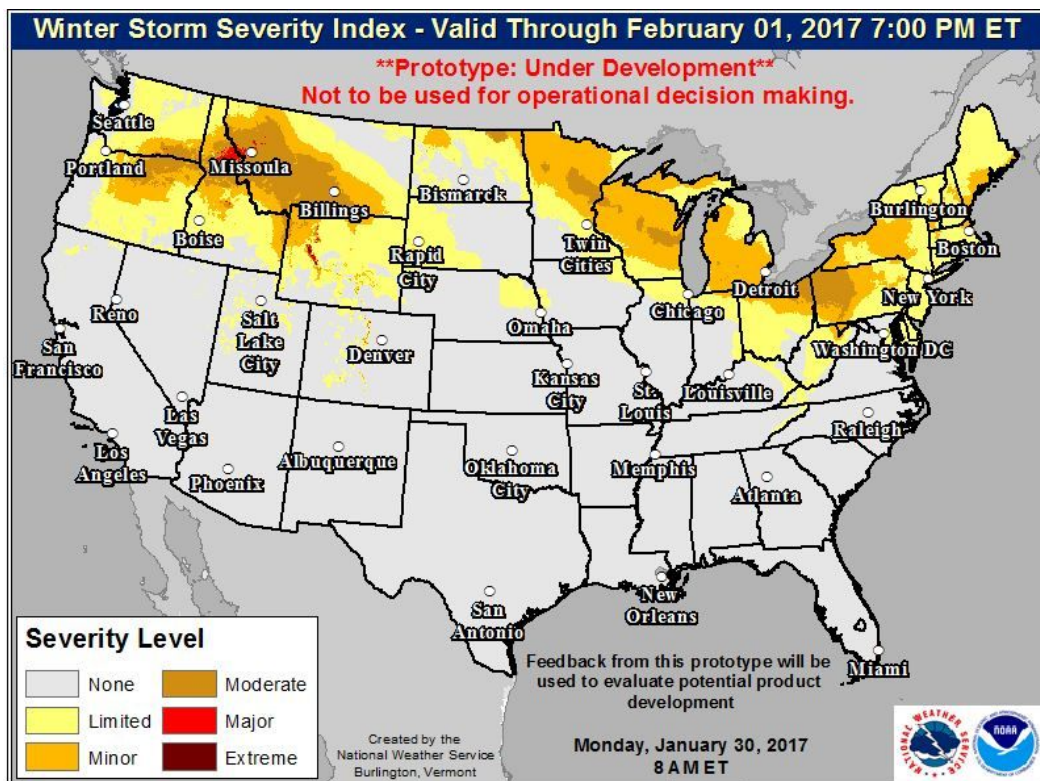 Winter Storm Severity Index - Valid Through February 01, 2017 7:00 PM ET
**Prototype: Under Development**
Not to be used for operational decision making.
Seattle
Portland
Missoula
Billings
Bismarck
Boise
Rapid
City
Twin
Cities
Burlington
Boston
Detroit
New York
Chicago
Omaha
Reno
Salt
Lake
City
Denver
Washington DC
San
Francisco
Kansas
City
St.
Louis
Louisville
Las
Vegas
Raleigh
Los
Angeles
Phoenix
Albuquerque
Oklahoma
City
Memphis
Atlanta
San
Antonio
New
Orleans
Miami
Severity Level
None
Moderate
Limited
Major
Minor
Extreme
Feedback from this prototype will be
used to evaluate potential product
development
Created by the
National Weather Service
Burlington, Vermont
Monday, January 30, 2017
8 AM ET
NATIONAL WEATHER SERVICE
NOAA